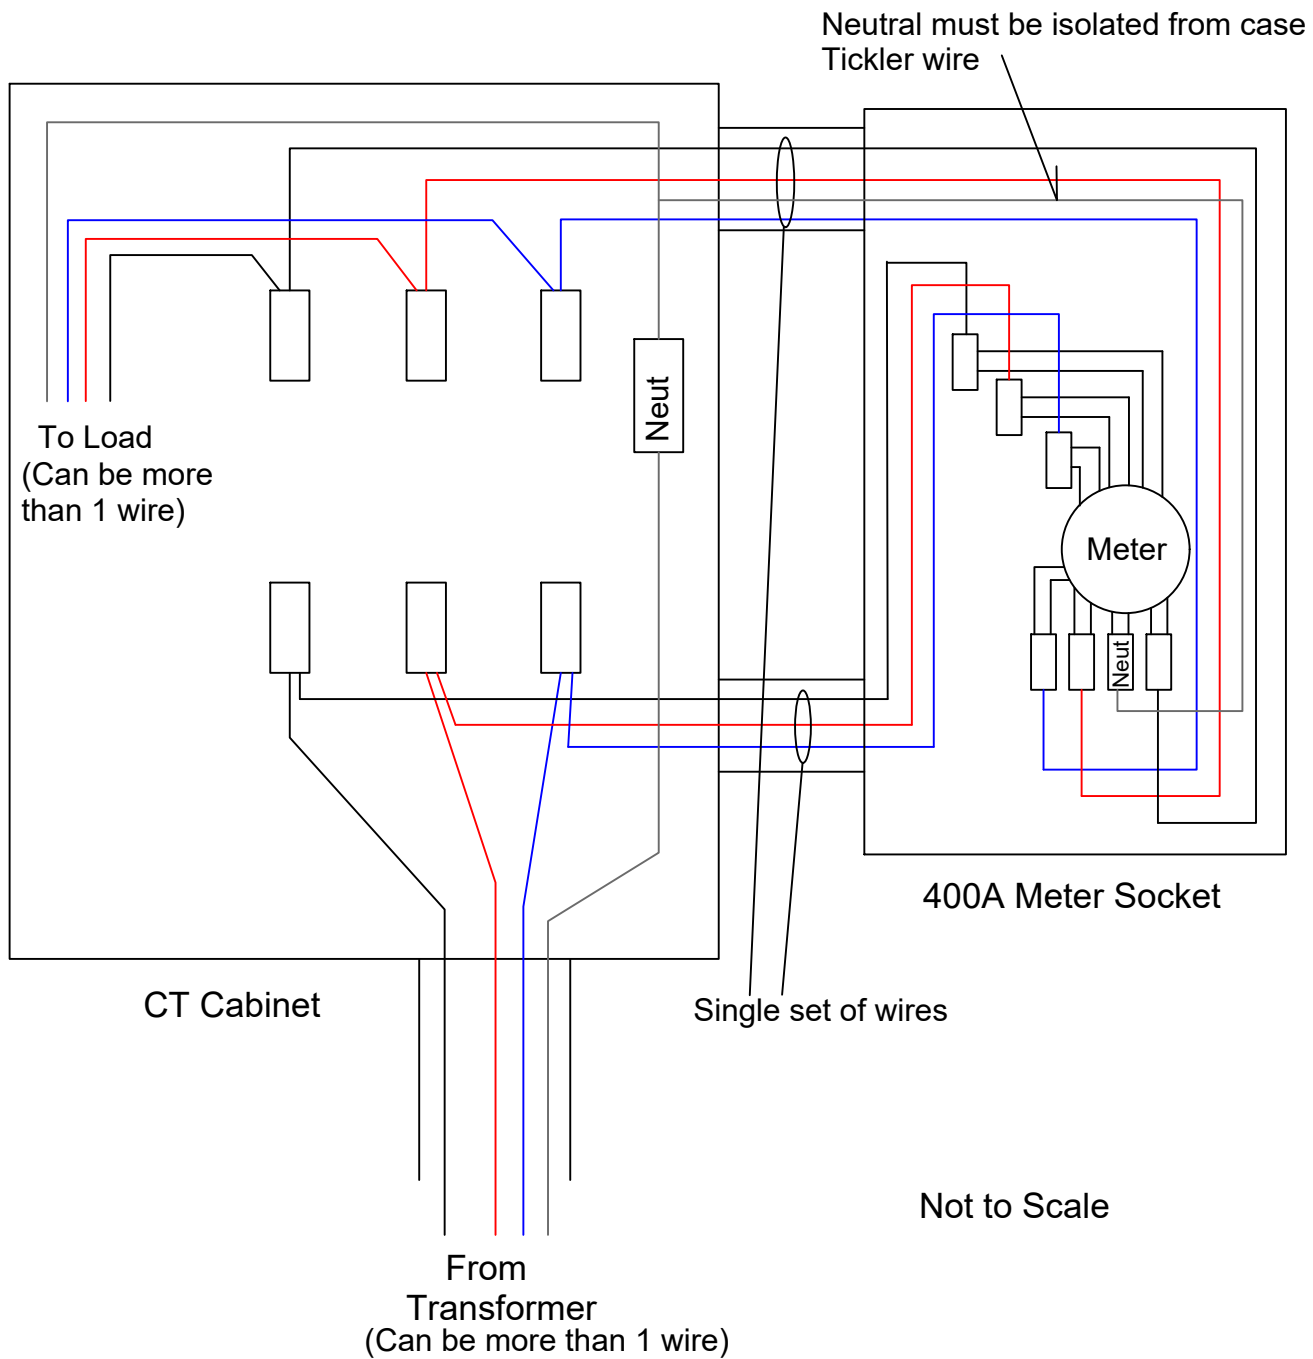 Neutral must be isolated from case
Tickler wire
Neut
To Load
(Can be more
than 1 wire)
Meter
Neut
400A Meter Socket
CT Cabinet
Single set of wires
Not to Scale
From
Transformer
(Can be more than 1 wire)